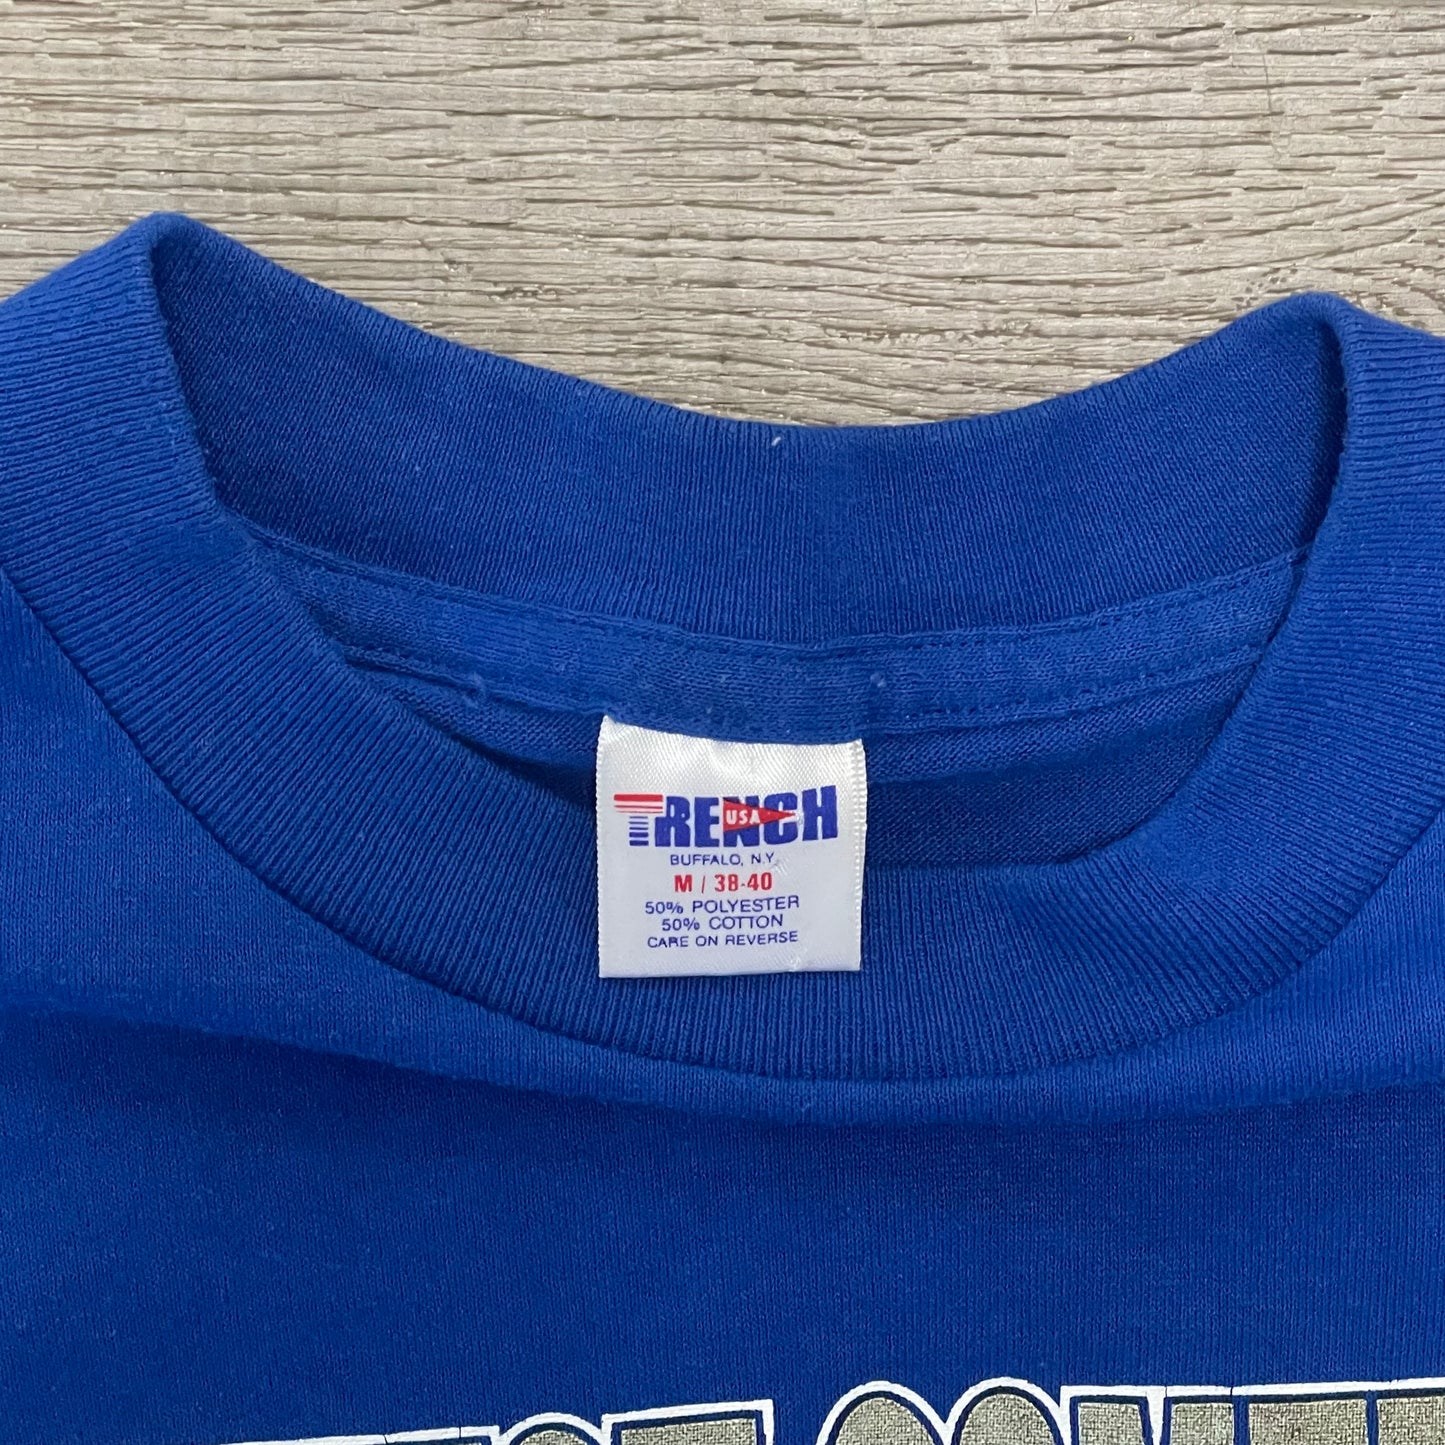 TRENCH
USA
BUFFALO, N.Y.
M / 38-40
50% POLYESTER
50% COTTON
CARE ON REVERSE